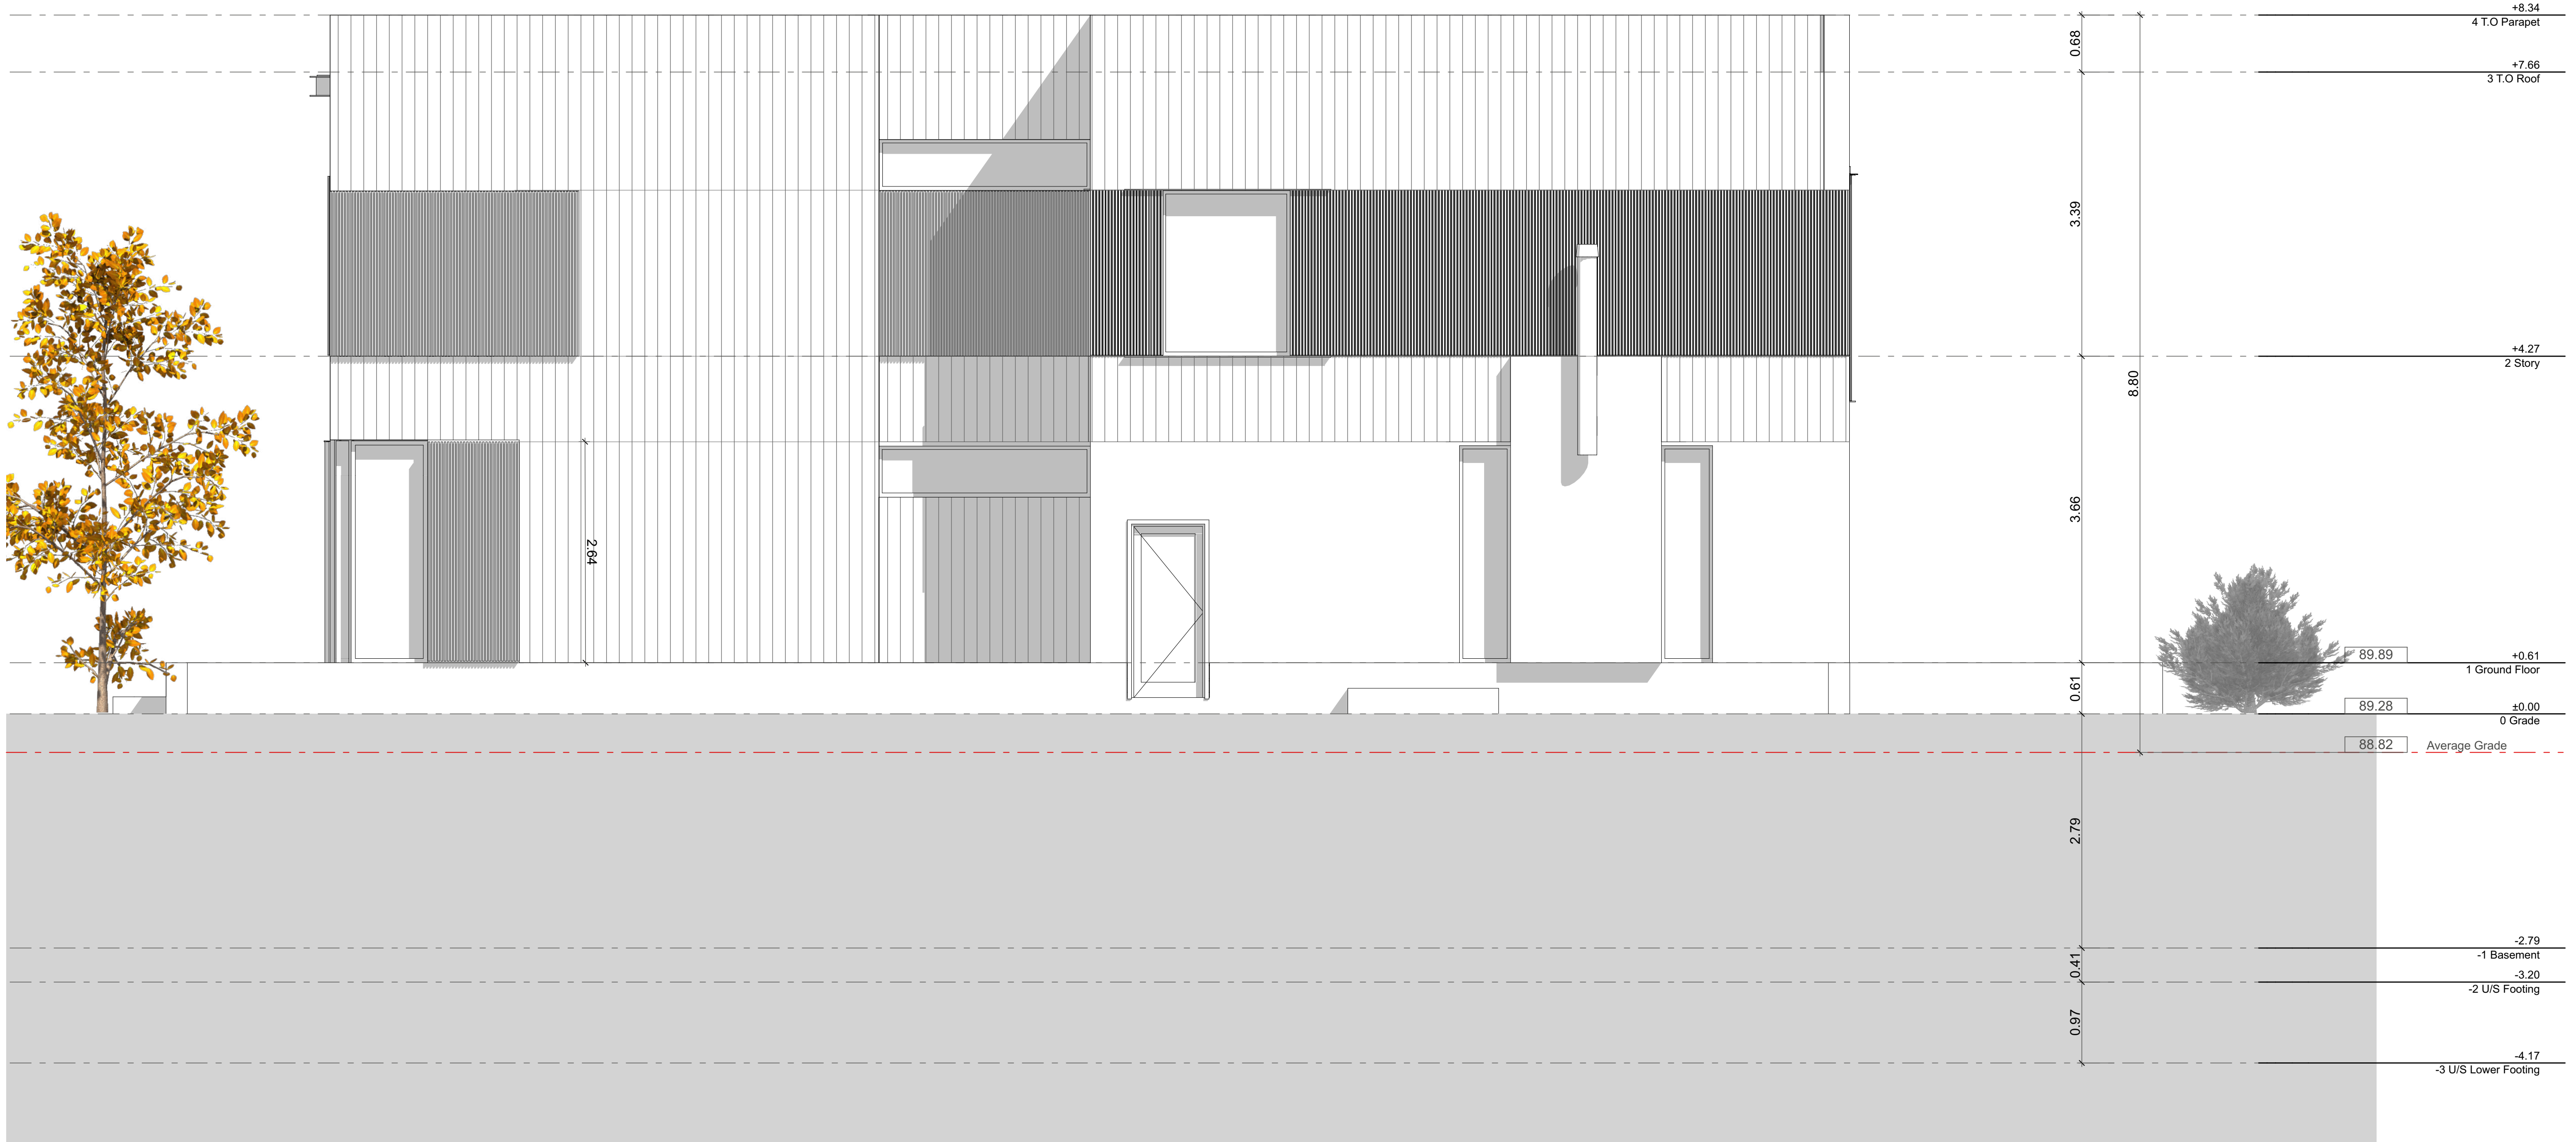 +8.34
4 T.O Parapet
0.68
+7.66
3 T.O Roof
3.39
+4.27
2 Story
8.80
3.66
2.64
89.89
+0.61
1 Ground Floor
0.61
89.28
±0.00
0 Grade
88.82
Average Grade
2.79
-2.79
-1 Basement
0.41
-3.20
-2 U/S Footing
0.97
-4.17
-3 U/S Lower Footing